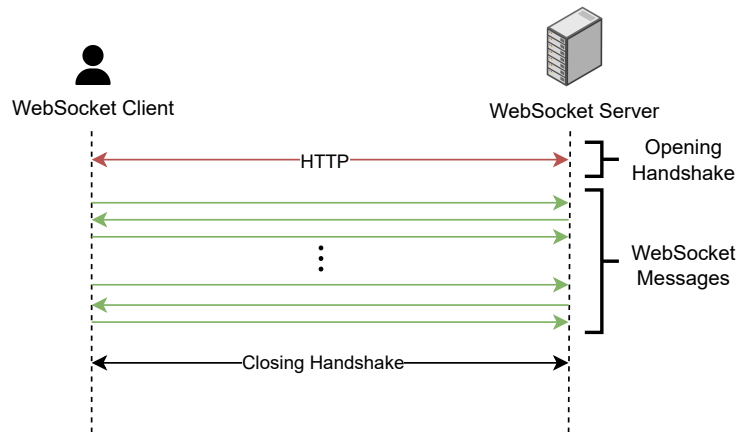 WebSocket Client
WebSocket Server
HTTP
Opening
Handshake
WebSocket
Messages
Closing Handshake